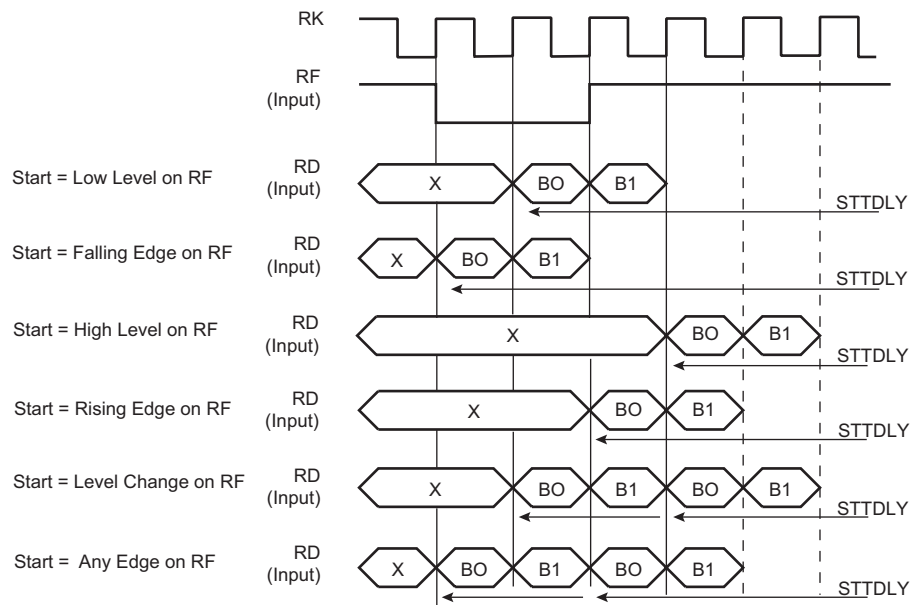 RK
RF
(Input)
Start = Low Level on RF
RD
(Input)
X
BO
B1
STTDLY
Start = Falling Edge on RF
RD
(Input)
X
BO
B1
STTDLY
Start = High Level on RF
RD
(Input)
X
BO
B1
STTDLY
Start = Rising Edge on RF
RD
(Input)
X
BO
B1
STTDLY
Start = Level Change on RF
RD
(Input)
X
BO
B1
BO
B1
STTDLY
Start = Any Edge on RF
RD
(Input)
X
BO
B1
BO
B1
STTDLY